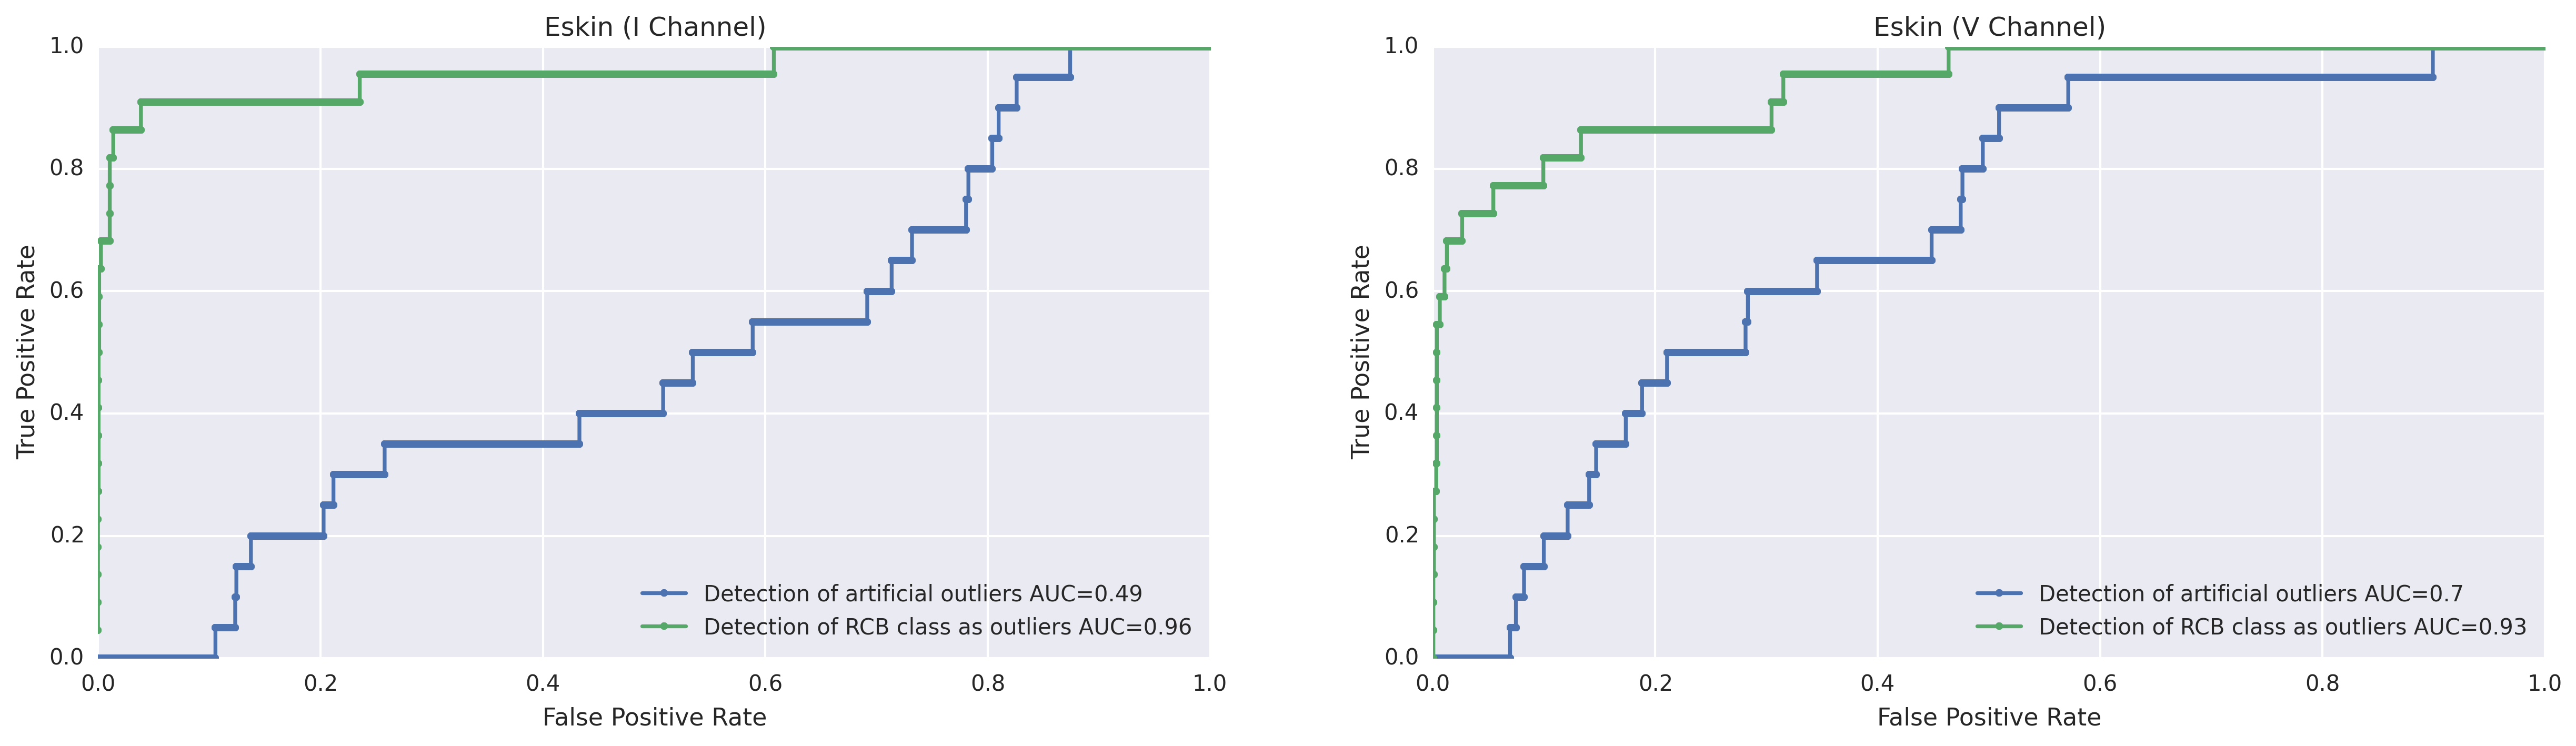 Eskin (I Channel)
1.0
0.8
0.6
0.4
0.2
0.0
True Positive Rate
Detection of artificial outliers AUC=0.49
Detection of RCB class as outliers AUC=0.96
0.0 0.2 0.4 0.6 0.8 1.0
False Positive Rate
Eskin (V Channel)
1.0
0.8
0.6
0.4
0.2
0.0
True Positive Rate
Detection of artificial outliers AUC=0.7
Detection of RCB class as outliers AUC=0.93
0.0 0.2 0.4 0.6 0.8 1.0
False Positive Rate